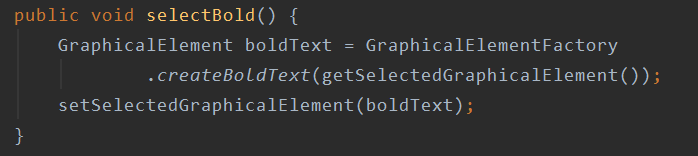 public void selectBold() {
    GraphicalElement boldText = GraphicalElementFactory
            .createBoldText(getSelectedGraphicalElement());
    setSelectedGraphicalElement(boldText);
}